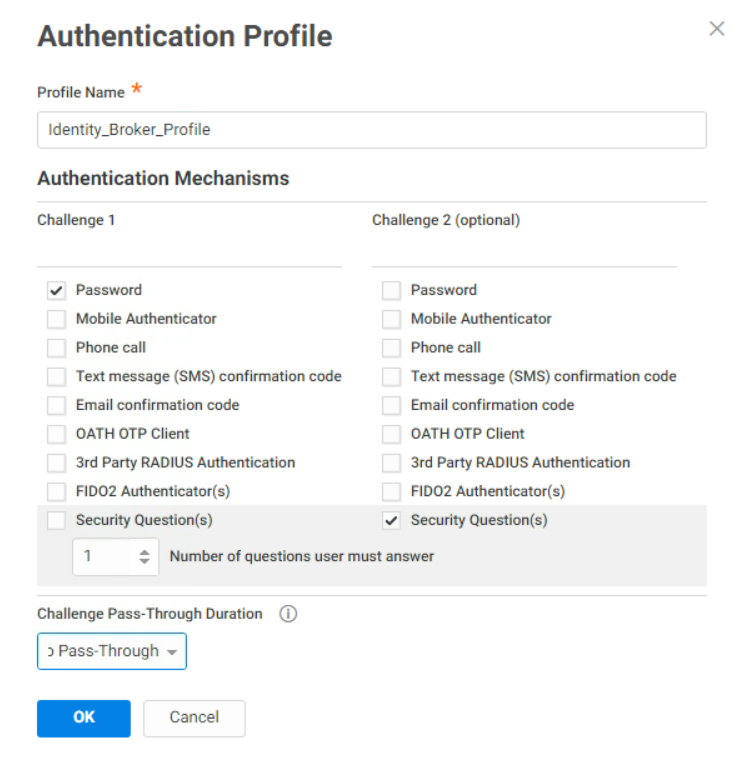 Authentication Profile
Profile Name *
Identity_Broker_Profile
Authentication Mechanisms
Challenge 1
Challenge 2 (optional)
Password
Password
Mobile Authenticator
Mobile Authenticator
Phone call
Phone call
Text message (SMS) confirmation code
Text message (SMS) confirmation code
Email confirmation code
Email confirmation code
OATH OTP Client
OATH OTP Client
3rd Party RADIUS Authentication
3rd Party RADIUS Authentication
FIDO2 Authenticator(s)
FIDO2 Authenticator(s)
Security Question(s)
Security Question(s)
1 Number of questions user must answer
Challenge Pass-Through Duration
Pass-Through
OK
Cancel